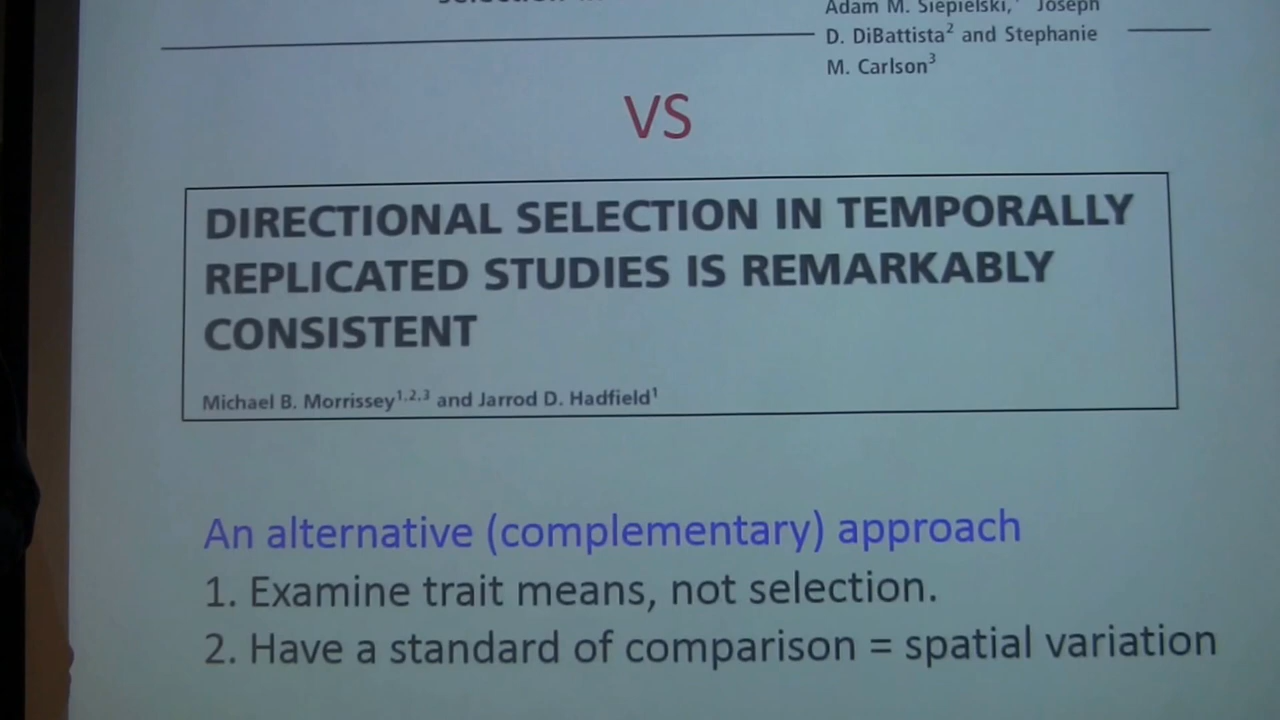 Adam M. Siepielski, Joseph
D. DiBattista² and Stephanie
M. Carlson³
VS
DIRECTIONAL SELECTION IN TEMPORALLY
REPLICATED STUDIES IS REMARKABLY
CONSISTENT
Michael B. Morrissey¹,²,³ and Jarrod D. Hadfield¹
An alternative (complementary) approach
1. Examine trait means, not selection.
2. Have a standard of comparison = spatial variation